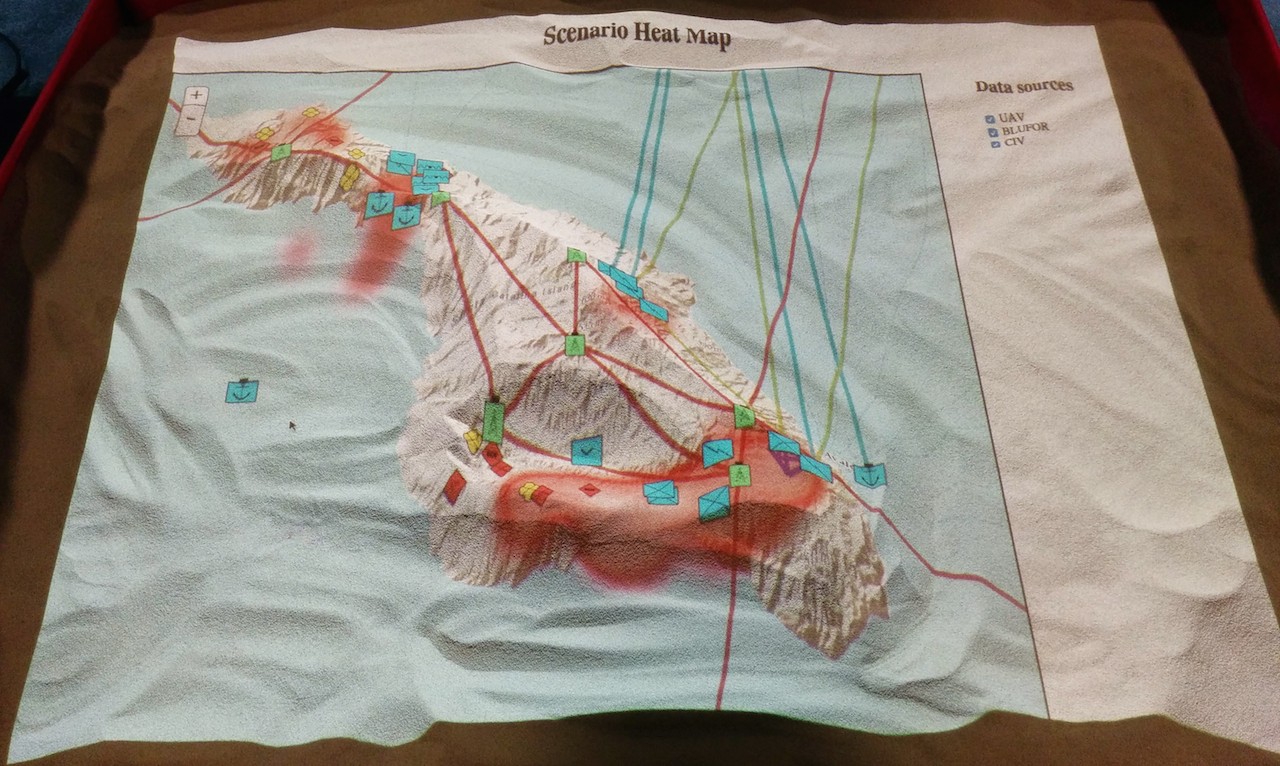 Scenario Heat Map
+
-
Data sources
UAV
BLUFOR
CIV